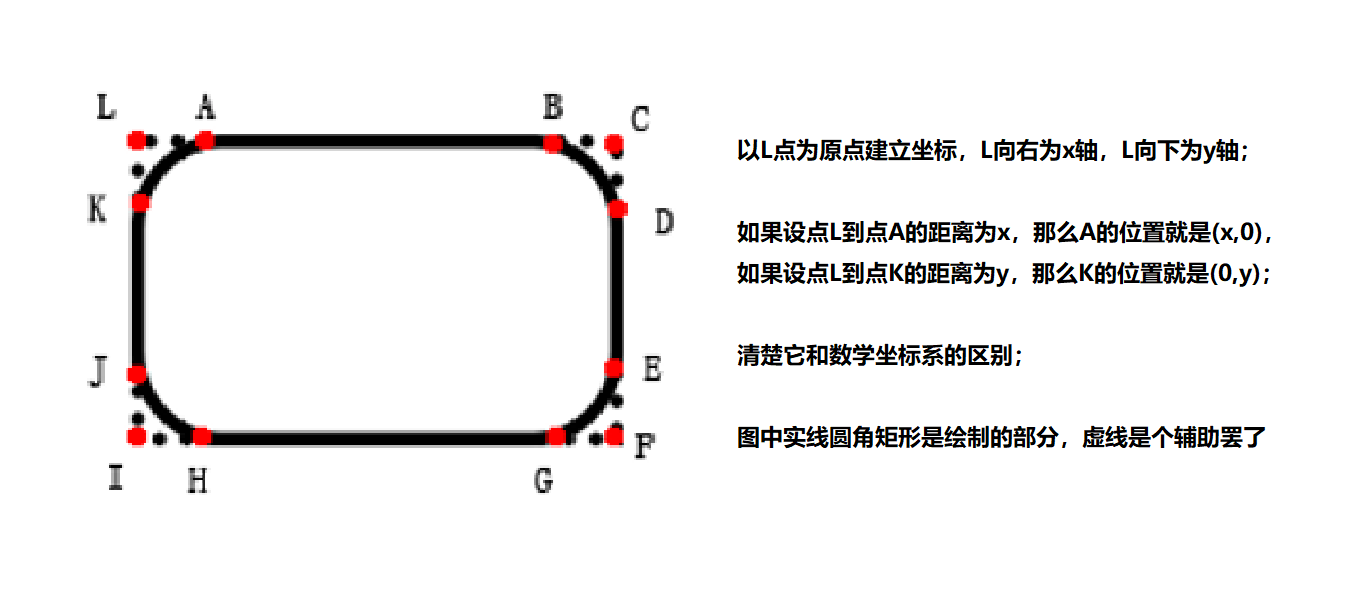 L
A
B
C
K
D
J
E
I
H
G
F
以L点为原点建立坐标，L向右为x轴，L向下为y轴；
如果设点L到点A的距离为x，那么A的位置就是(x,0)，
如果设点L到点K的距离为y，那么K的位置就是(0,y)；
清楚它和数学坐标系的区别；
图中实线圆角矩形是绘制的部分，虚线是个辅助罢了